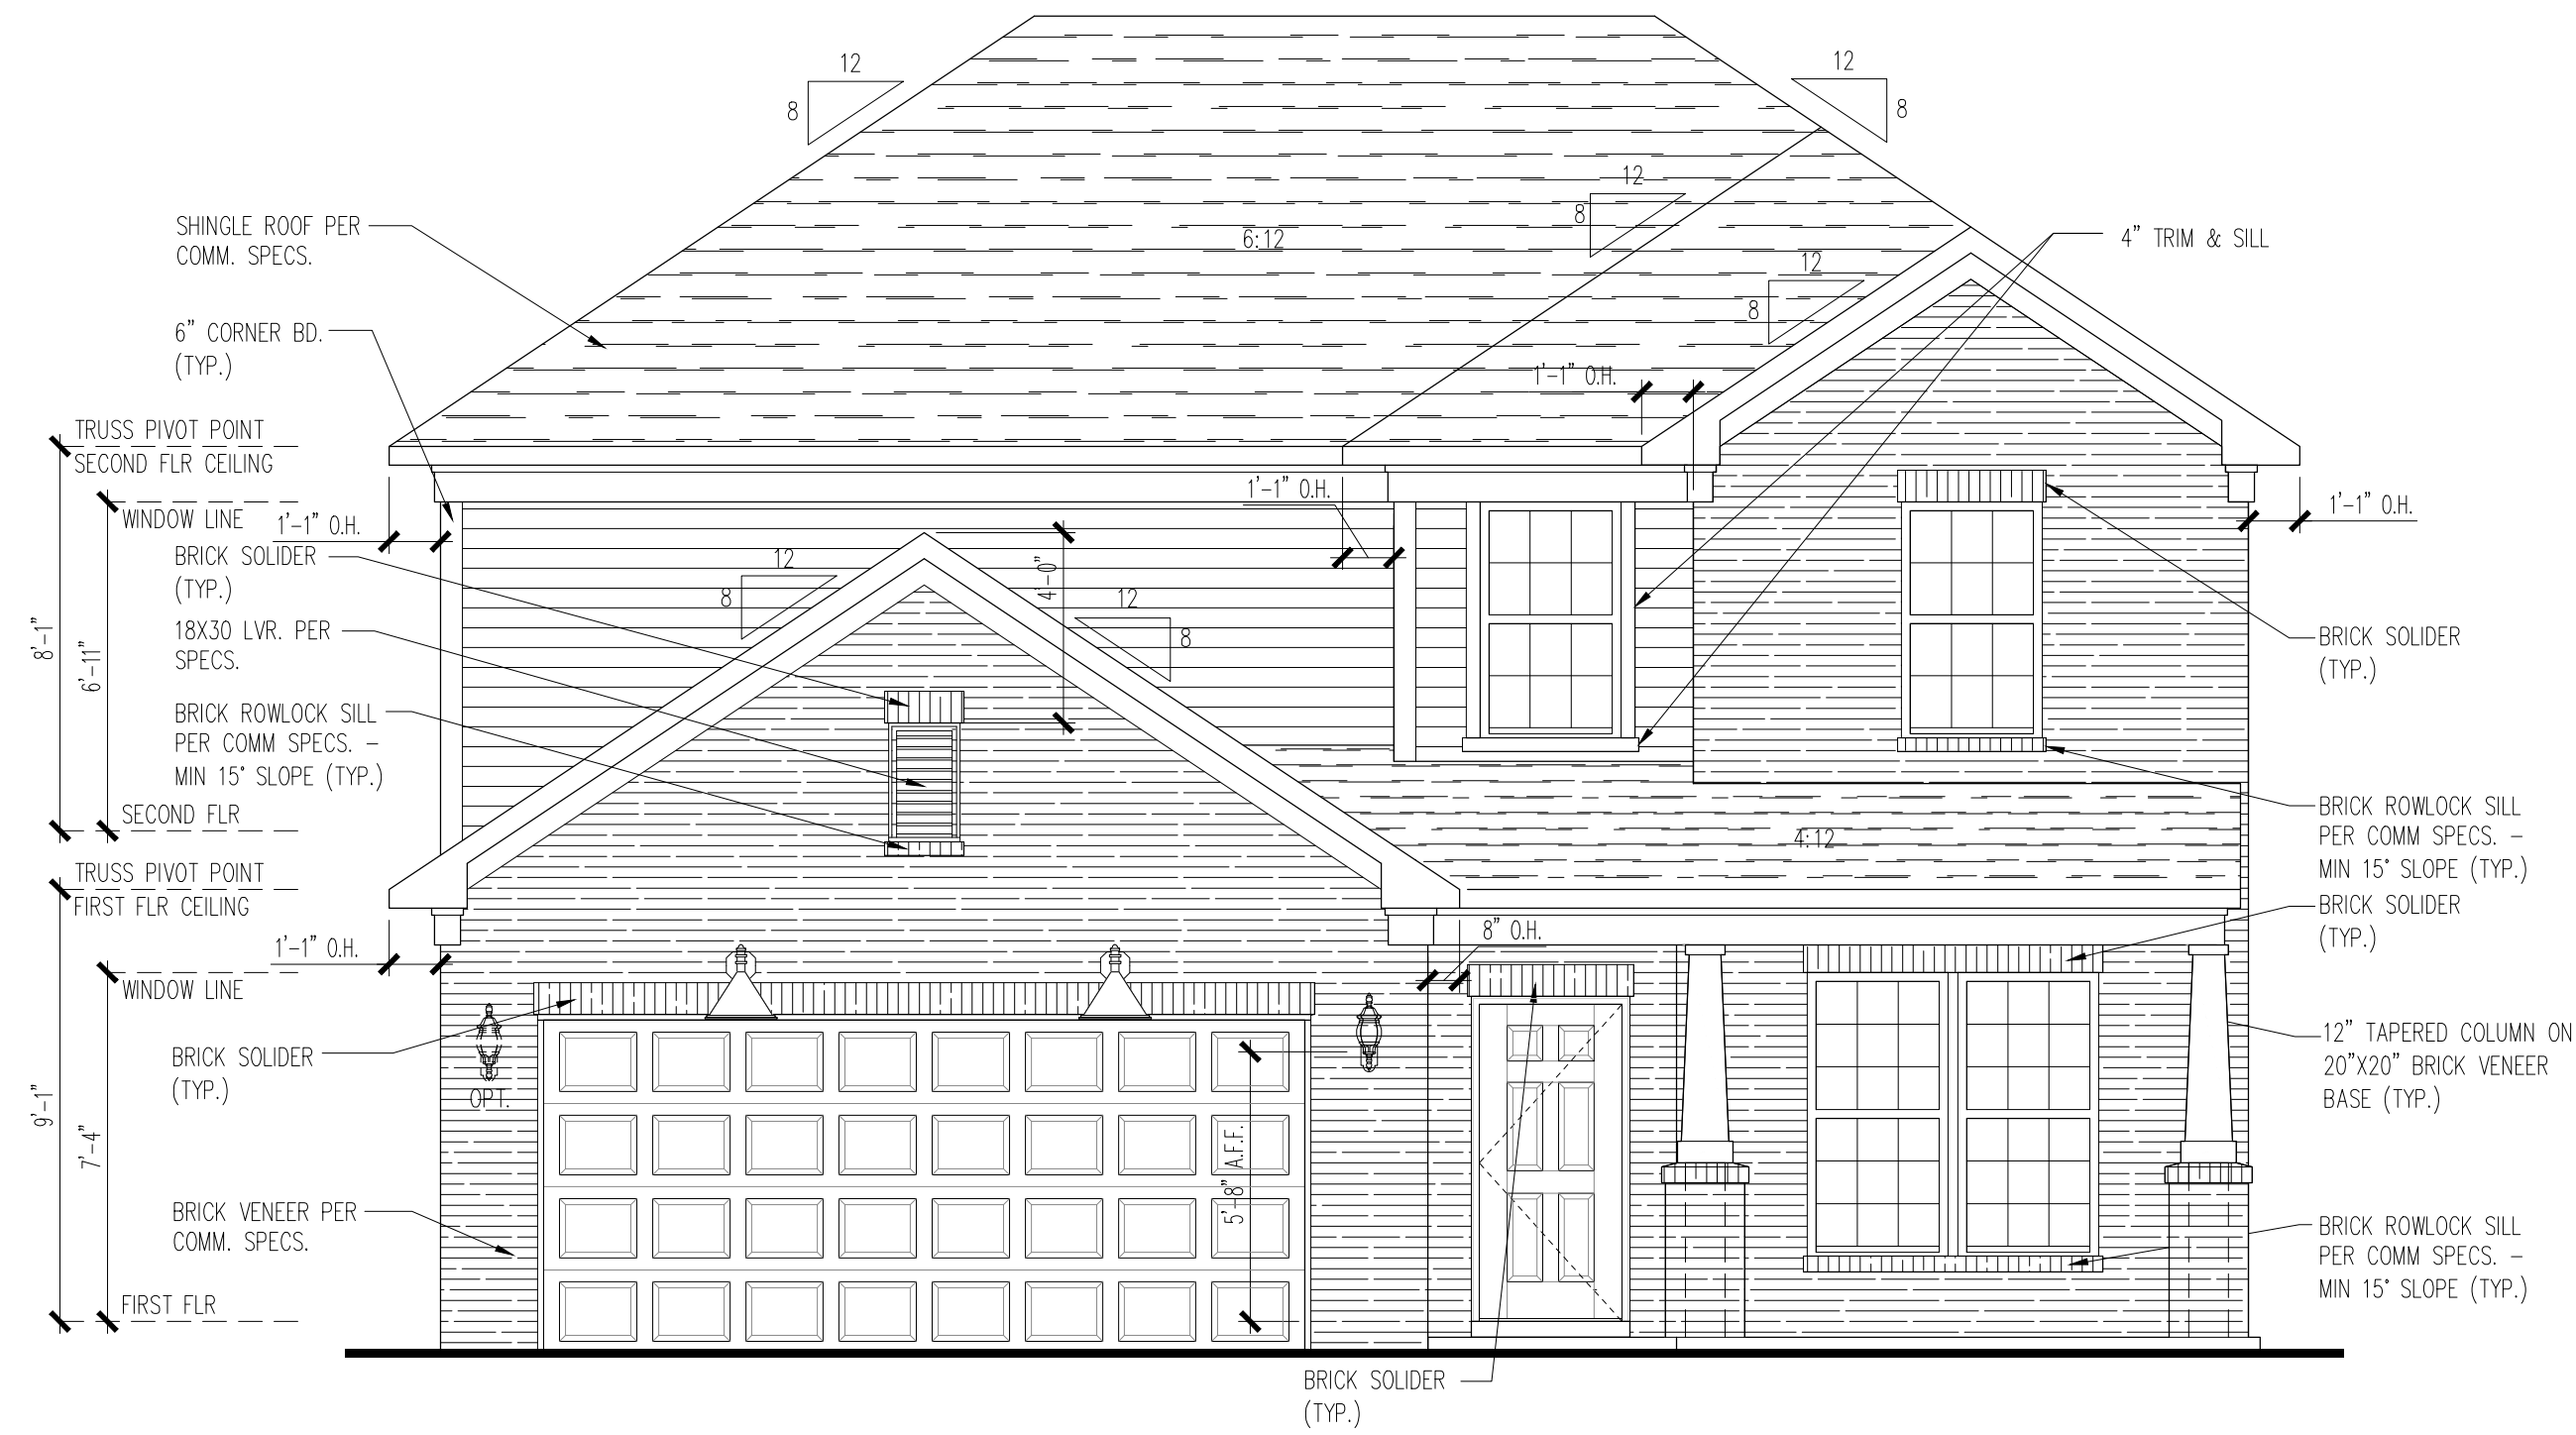 12
8
12
8
12
8
6:12
12
8
SHINGLE ROOF PER
COMM. SPECS.
4" TRIM & SILL
6" CORNER BD.
(TYP.)
1'-1" O.H.
TRUSS PIVOT POINT
SECOND FLR CEILING
1'-1" O.H.
WINDOW LINE
1'-1" O.H.
1'-1" O.H.
BRICK SOLIDER
(TYP.)
12
8
4'-0"
12
8
18X30 LVR. PER
SPECS.
8'-1"
6'-11"
BRICK SOLIDER
(TYP.)
BRICK ROWLOCK SILL
PER COMM SPECS. –
MIN 15° SLOPE (TYP.)
SECOND FLR
4:12
BRICK ROWLOCK SILL
PER COMM SPECS. –
MIN 15° SLOPE (TYP.)
TRUSS PIVOT POINT
FIRST FLR CEILING
BRICK SOLIDER
(TYP.)
1'-1" O.H.
8" O.H.
WINDOW LINE
BRICK SOLIDER
(TYP.)
OPT.
12" TAPERED COLUMN ON
20"X20" BRICK VENEER
BASE (TYP.)
9'-1"
7'-4"
5'-8" A.F.F.
BRICK VENEER PER
COMM. SPECS.
BRICK ROWLOCK SILL
PER COMM SPECS. –
MIN 15° SLOPE (TYP.)
FIRST FLR
BRICK SOLIDER
(TYP.)